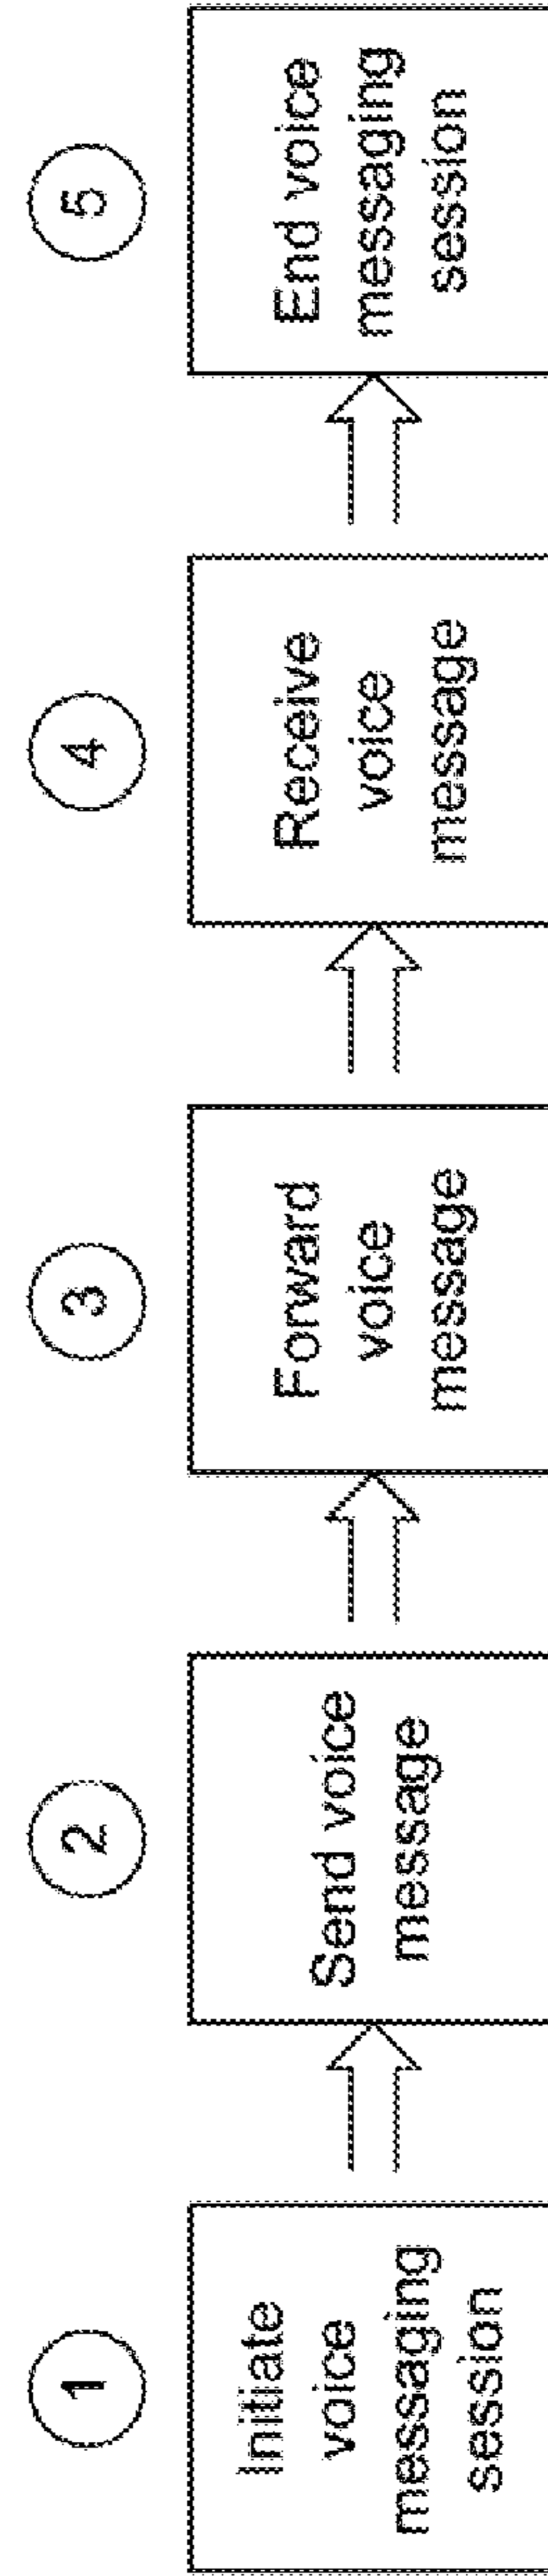 1
Initiate
voice
messaging
session
2
Send voice
message
3
Forward
voice
message
4
Receive
voice
message
5
End voice
messaging
session